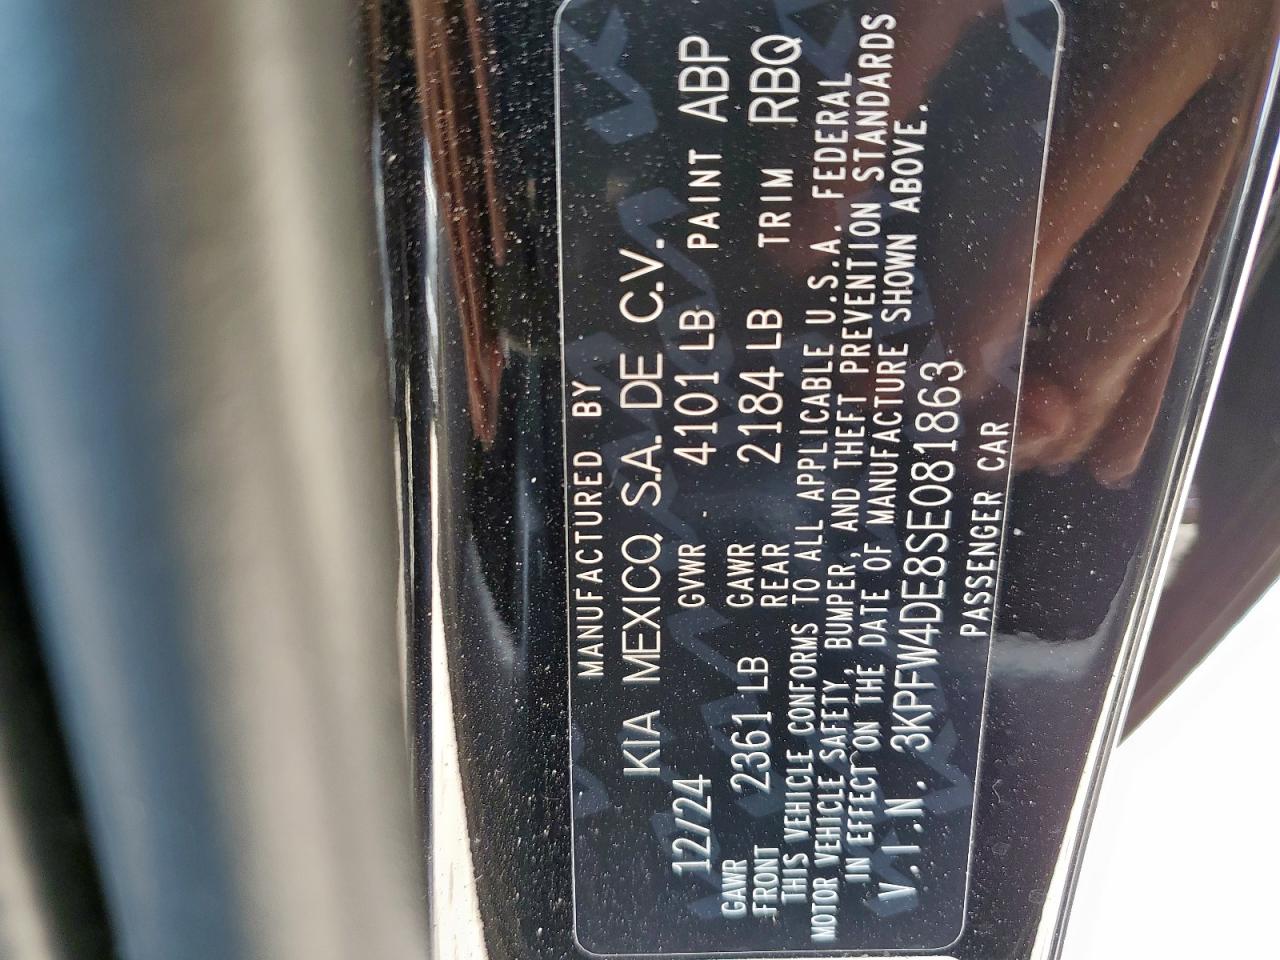 MANUFACTURED BY
KIA MEXICO, S.A. DE C.V.
12/24 GVWR 4101 LB PAINT ABP
GAWR FRONT 2361 LB GAWR REAR 2184 LB TRIM RBQ
THIS VEHICLE CONFORMS TO ALL APPLICABLE U.S.A. FEDERAL
MOTOR VEHICLE SAFETY, BUMPER, AND THEFT PREVENTION STANDARDS
IN EFFECT ON THE DATE OF MANUFACTURE SHOWN ABOVE.
V.I.N. 3KPFW4DE8SE081863
PASSENGER CAR